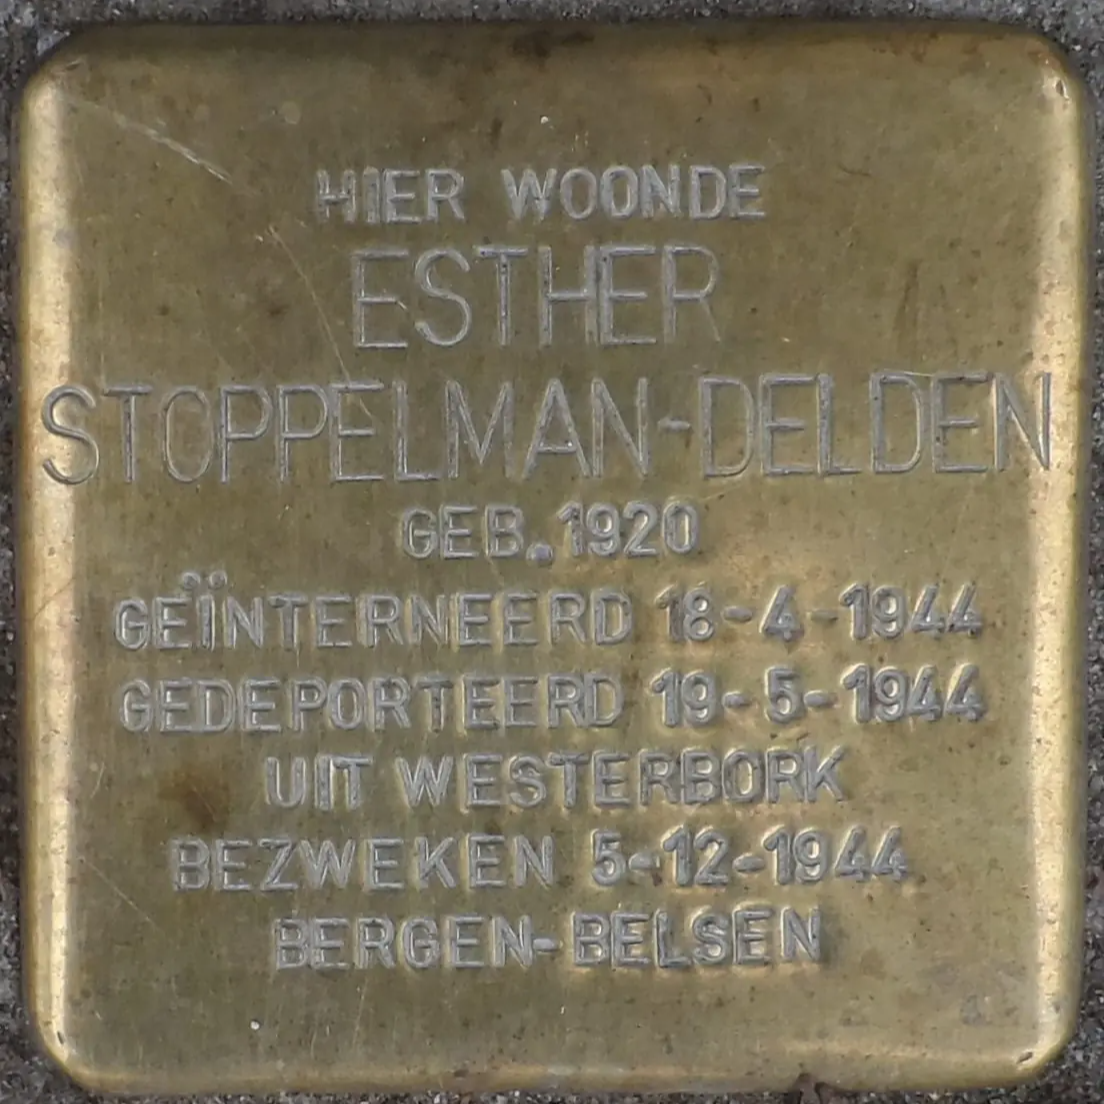 HIER WOONDE
ESTHER
STOPPELMAN-DELDEN
GEB. 1920
GEÏNTERNEERD 18-4-1944
GEDEPORTEERD 19-5-1944
UIT WESTERBORK
BEZWEKEN 5-12-1944
BERGEN-BELSEN